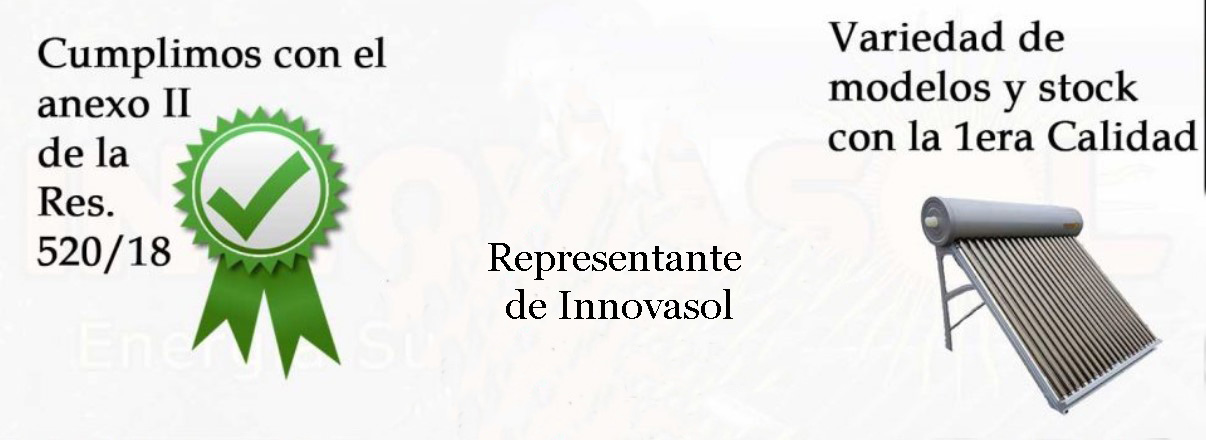 Cumplimos con el
anexo II
de la
Res.
520/18
Representante
de Innovasol
Variedad de
modelos y stock
con la 1era Calidad
INNOVASOL